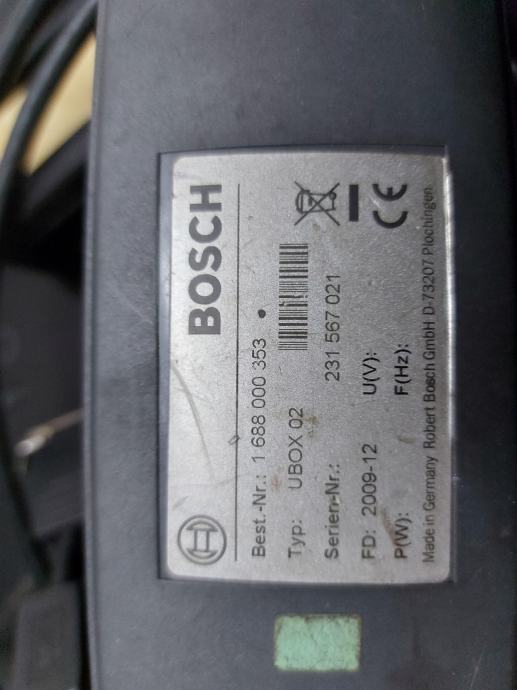 BOSCH
Best.-Nr.: 1 688 000 353
Typ: UBOX 02
Serien-Nr.: 231 567 021
FD: 2009-12 U(V):
P(W): F(Hz):
Made in Germany Robert Bosch GmbH D-73207 Plochingen
CE